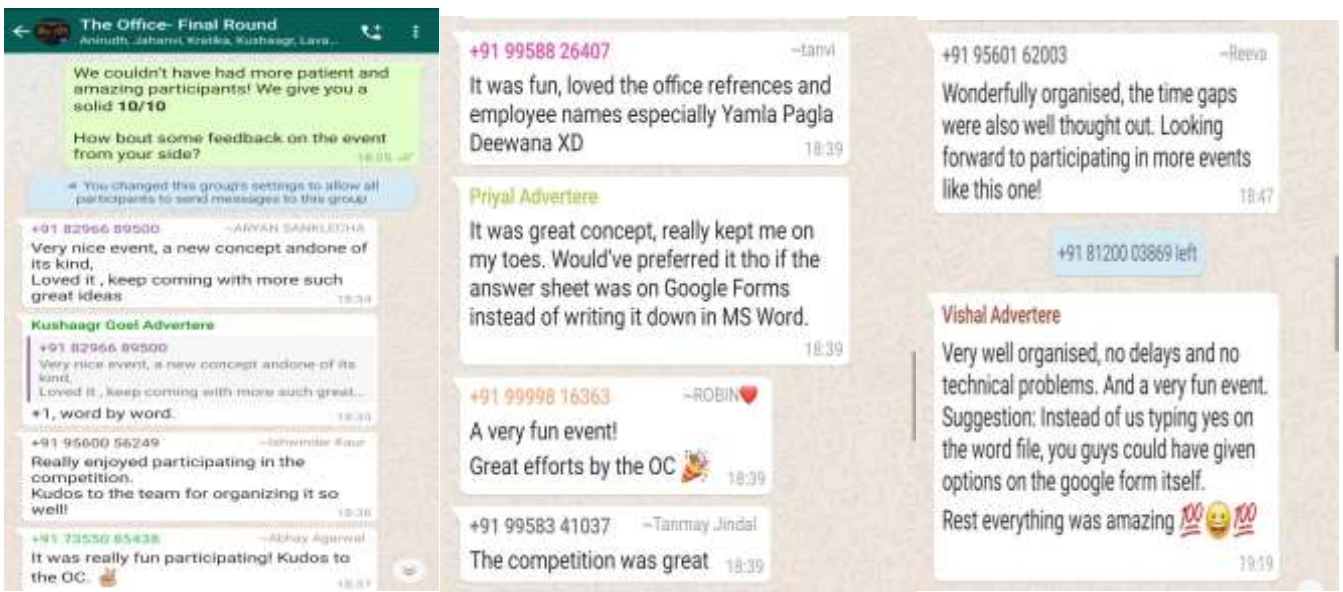 The Office- Final Round
Anirudh, Jahanvi, Kratika, Kushaagr, Lava...
We couldn't have had more patient and
amazing participants! We give you a
solid 10/10
How bout some feedback on the event
from your side?
You changed this group's settings to allow all
participants to send messages to this group
+91 82966 89500 ~ARYAN SANKLECHA
Very nice event, a new concept andone of
its kind,
Loved it , keep coming with more such
great ideas
Kushaagr Goel Advertere
+91 82966 89500
Very nice event, a new concept andone of its
kind,
Loved it , keep coming with more such great...
+1, word by word.
+91 95600 56249 ~Ishwinder Kaur
Really enjoyed participating in the
competition.
Kudos to the team for organizing it so
well! 18:36
+91 73550 85438 ~Abhay Agarwal
It was really fun participating! Kudos to
the OC. ✌🏼 18:37
+91 99588 26407 ~tanvi
It was fun, loved the office refrences and
employee names especially Yamla Pagla
Deewana XD 18:39
Priyal Advertere
It was great concept, really kept me on
my toes. Would've preferred it tho if the
answer sheet was on Google Forms
instead of writing it down in MS Word.
18:39
+91 99998 16363 ~ROBIN❤️
A very fun event!
Great efforts by the OC 🎉 18:39
+91 99583 41037 ~Tanmay Jindal
The competition was great 18:39
+91 95601 62003 ~Reeva
Wonderfully organised, the time gaps
were also well thought out. Looking
forward to participating in more events
like this one! 18:47
+91 81200 03869 left
Vishal Advertere
Very well organised, no delays and no
technical problems. And a very fun event.
Suggestion: Instead of us typing yes on
the word file, you guys could have given
options on the google form itself.
Rest everything was amazing 💯😀💯
19:19